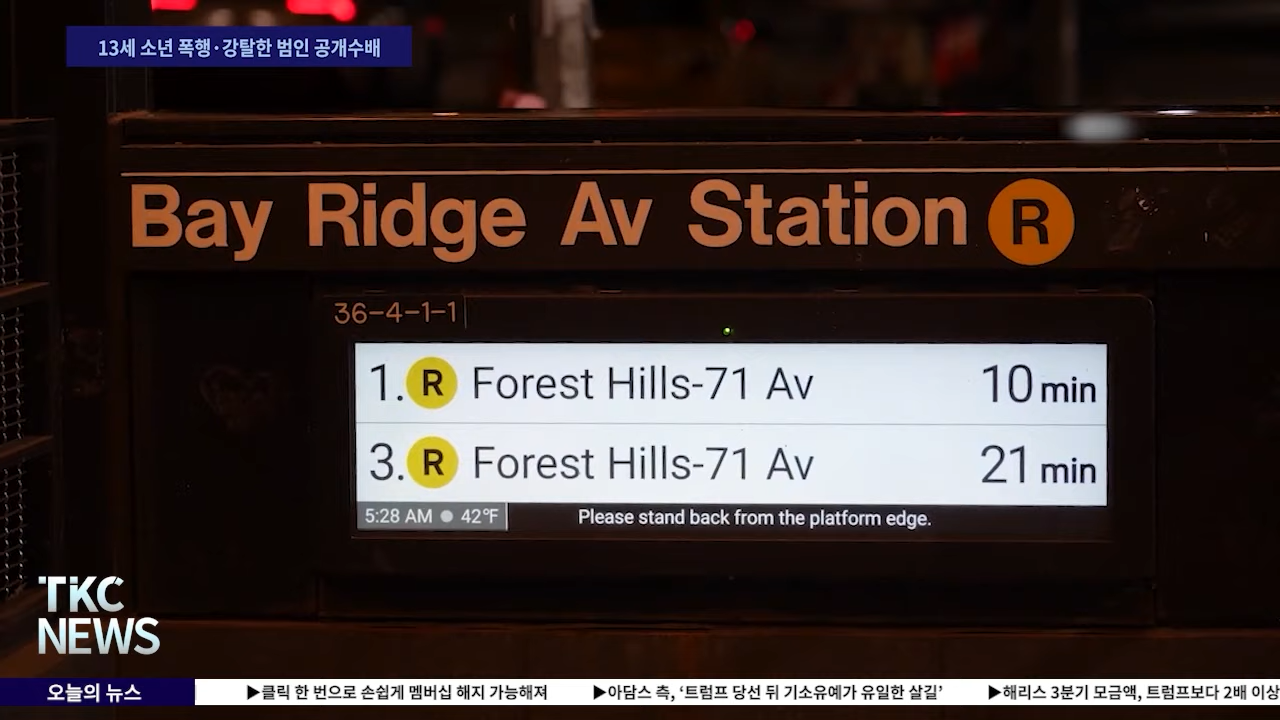 13세 소년 폭행·강탈한 범인 공개수배
Bay Ridge Av Station R
36-4-1-1
1. R Forest Hills-71 Av 10 min
3. R Forest Hills-71 Av 21 min
5:28 AM 42°F Please stand back from the platform edge.
TKC
NEWS
오늘의 뉴스 ▶클릭 한 번으로 손쉽게 멤버십 해지 가능해져 ▶아담스 측, ‘트럼프 당선 뒤 기소유예가 유일한 살길’ ▶해리스 3분기 모금액, 트럼프보다 2배 이상